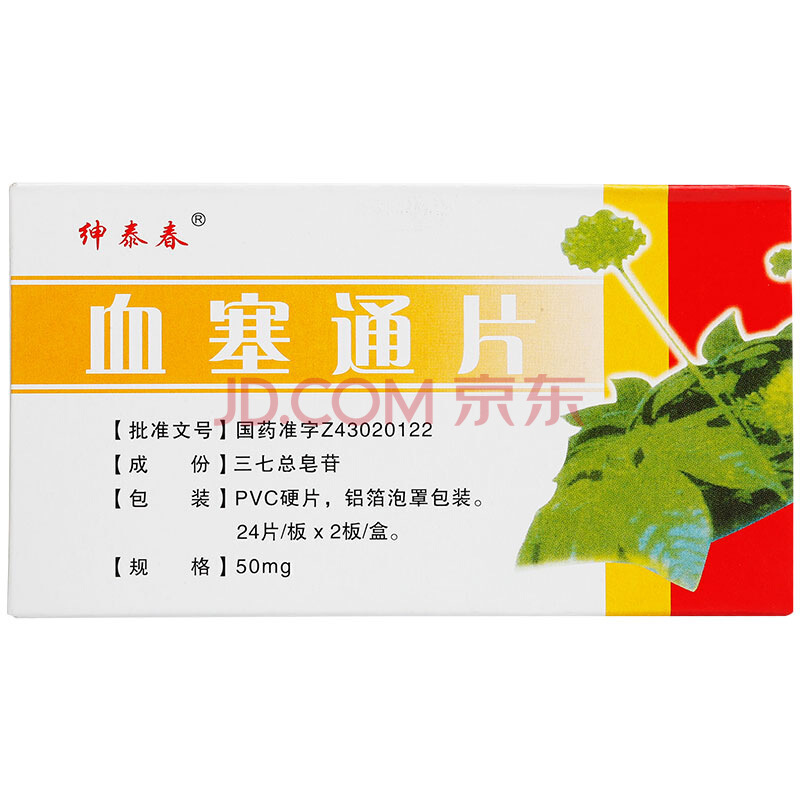 绅泰春®
血塞通片
JD.COM 京东
【批准文号】国药准字Z43020122
【成 份】三七总皂苷
【包 装】PVC硬片，铝箔泡罩包装。
24片/板 x 2板/盒。
【规 格】50mg